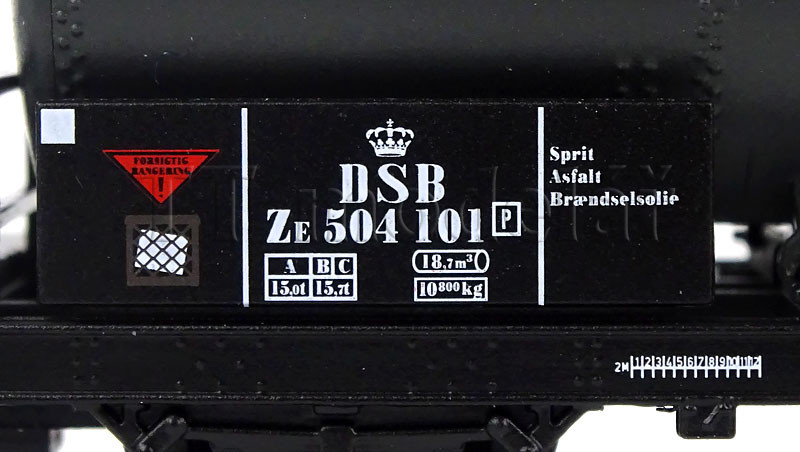 FORSIGTIG
RANGERING
!
DSB
ZE 504 101 P
A B C
15,0t 15,7t
18,7m³
10800kg
Sprit
Asfalt
Brændselsolie
2M 1 2 3 4 5 6 7 8 9 10 11 12